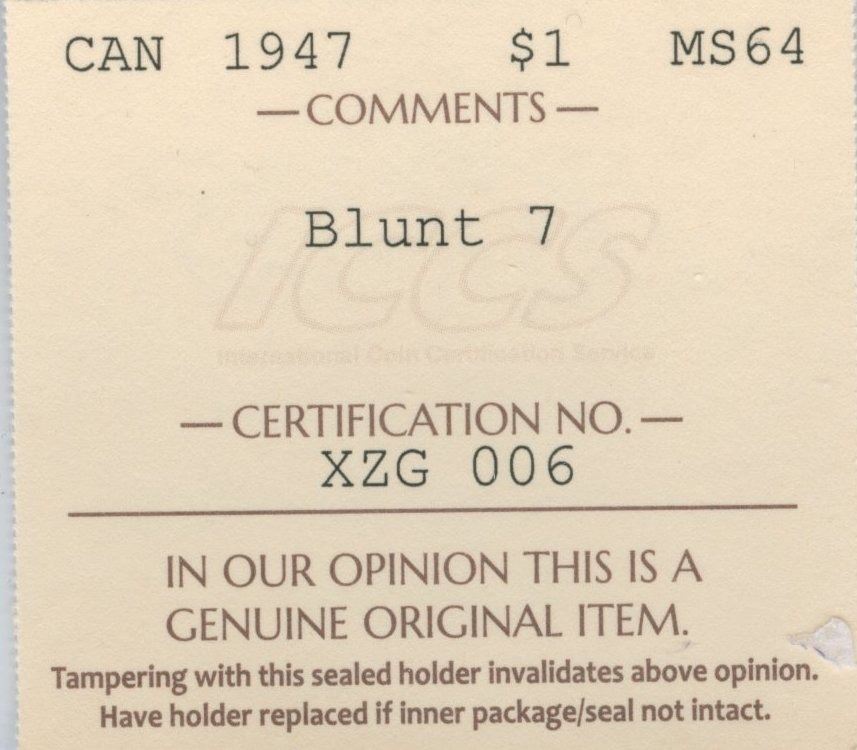 CAN 1947 $1 MS64
— COMMENTS —
Blunt 7
ICCS
International Coin Certification Service
— CERTIFICATION NO. —
XZG 006
IN OUR OPINION THIS IS A
GENUINE ORIGINAL ITEM.
Tampering with this sealed holder invalidates above opinion.
Have holder replaced if inner package/seal not intact.